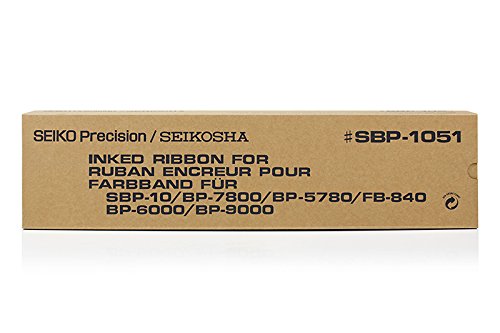 SEIKO Precision / SEIKOSHA
#SBP-1051
INKED RIBBON FOR
RUBAN ENCREUR POUR
FARBBAND FÜR
SBP-10/BP-7800/BP-5780/FB-840
BP-6000/BP-9000